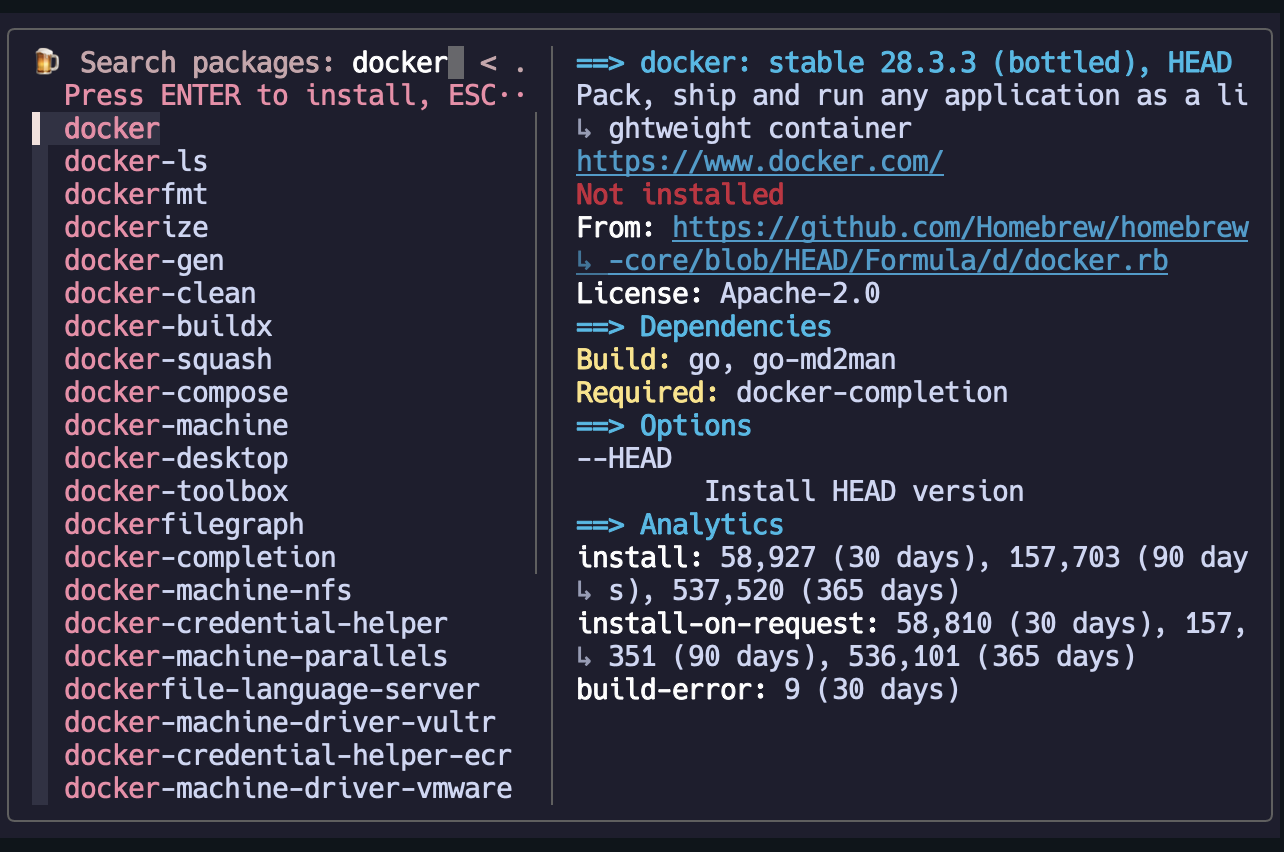 🍺 Search packages: docker < .
Press ENTER to install, ESC··
docker
docker-ls
dockerfmt
dockerize
docker-gen
docker-clean
docker-buildx
docker-squash
docker-compose
docker-machine
docker-desktop
docker-toolbox
dockerfilegraph
docker-completion
docker-machine-nfs
docker-credential-helper
docker-machine-parallels
dockerfile-language-server
docker-machine-driver-vultr
docker-credential-helper-ecr
docker-machine-driver-vmware
==> docker: stable 28.3.3 (bottled), HEAD
Pack, ship and run any application as a li
↳ ghtweight container
https://www.docker.com/
Not installed
From: https://github.com/Homebrew/homebrew
↳ -core/blob/HEAD/Formula/d/docker.rb
License: Apache-2.0
==> Dependencies
Build: go, go-md2man
Required: docker-completion
==> Options
--HEAD
Install HEAD version
==> Analytics
install: 58,927 (30 days), 157,703 (90 day
↳ s), 537,520 (365 days)
install-on-request: 58,810 (30 days), 157,
↳ 351 (90 days), 536,101 (365 days)
build-error: 9 (30 days)